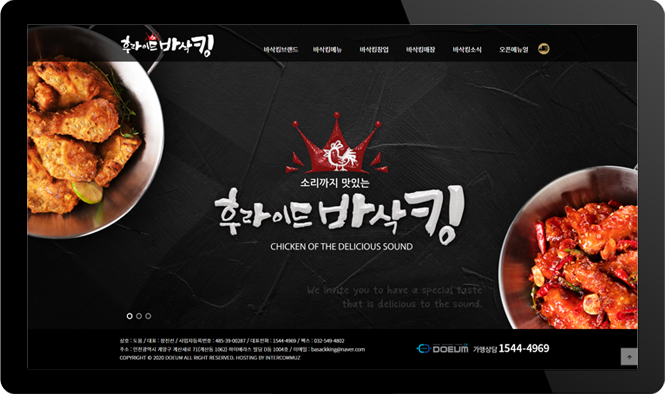 후라이드 바삭킹
바삭킹브랜드 바삭킹메뉴 바삭킹창업 바삭킹매장 바삭킹소식 오픈메뉴얼
소리까지 맛있는
후라이드 바삭킹
CHICKEN OF THE DELICIOUS SOUND
We invite you to have a special taste
that is delicious to the sound.
상호 : 도움 / 대표 : 정진선 / 사업자등록번호 : 485-39-00287 / 대표전화 : 1544-4969 / 팩스 : 032-549-4802
주소 : 인천광역시 계양구 계산새로 71(계산동 1062) 하이베라스 빌딩 D동 1004호 / 이메일 : basackking@naver.com
COPYRIGHT © 2020 DOEUM ALL RIGHT RESERVED. HOSTING BY INTERCOMMUZ
DOEUM 가맹상담 1544-4969